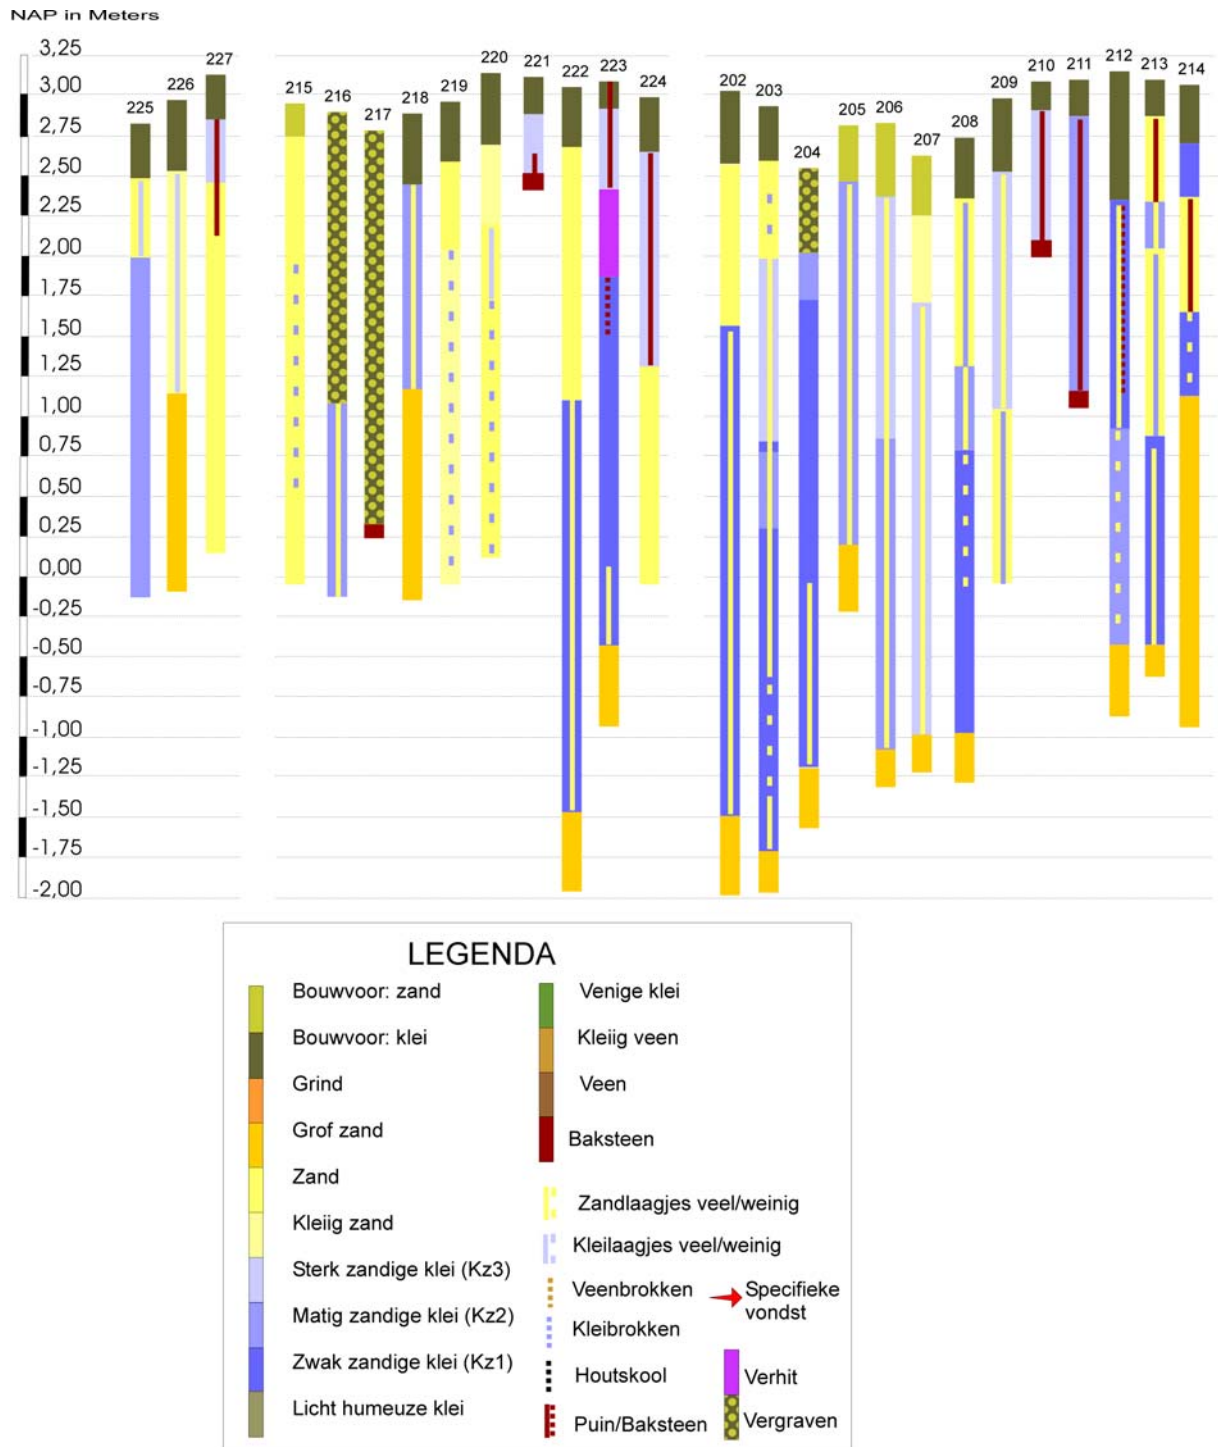 NAP in Meters
3,25
3,00
2,75
2,50
2,25
2,00
1,75
1,50
1,25
1,00
0,75
0,50
0,25
0,00
-0,25
-0,50
-0,75
-1,00
-1,25
-1,50
-1,75
-2,00
225
226
227
215
216
217
218
219
220
221
222
223
224
202
203
204
205
206
207
208
209
210
211
212
213
214
LEGENDA
Bouwvoor: zand
Bouwvoor: klei
Grind
Grof zand
Zand
Kleiig zand
Sterk zandige klei (Kz3)
Matig zandige klei (Kz2)
Zwak zandige klei (Kz1)
Licht humeuze klei
Venige klei
Kleiig veen
Veen
Baksteen
Zandlaagjes veel/weinig
Kleilaagjes veel/weinig
Veenbrokken
Specifieke
vondst
Kleibrokken
Houtskool
Verhit
Puin/Baksteen
Vergraven